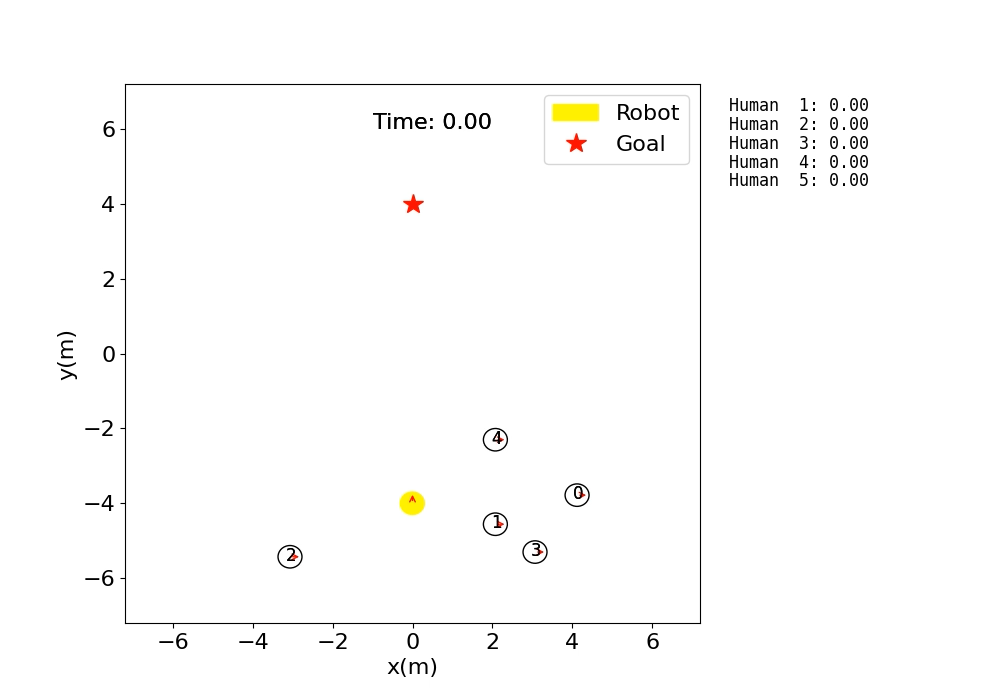 Time: 0.00
Robot
Goal
Human  1: 0.00
Human  2: 0.00
Human  3: 0.00
Human  4: 0.00
Human  5: 0.00
y(m)
6
4
2
0
−2
−4
−6
4
0
1
3
2
−6
−4
−2
0
2
4
6
x(m)